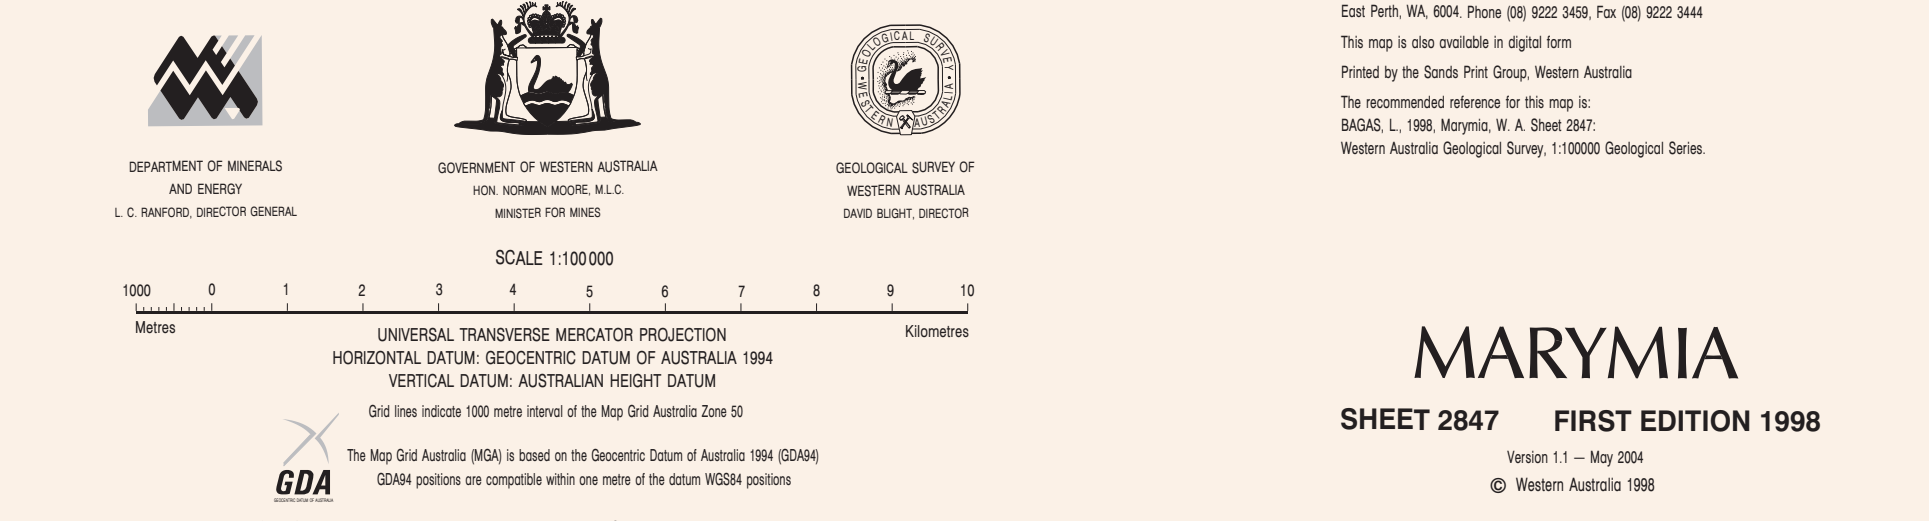 GEOLOGICAL SURVEY
WESTERN AUSTRALIA
DEPARTMENT OF MINERALS
AND ENERGY
L. C. RANFORD, DIRECTOR GENERAL
GOVERNMENT OF WESTERN AUSTRALIA
HON. NORMAN MOORE, M.L.C.
MINISTER FOR MINES
GEOLOGICAL SURVEY OF
WESTERN AUSTRALIA
DAVID BLIGHT, DIRECTOR
SCALE 1:100 000
1000 0 1 2 3 4 5 6 7 8 9 10
Metres
Kilometres
UNIVERSAL TRANSVERSE MERCATOR PROJECTION
HORIZONTAL DATUM: GEOCENTRIC DATUM OF AUSTRALIA 1994
VERTICAL DATUM: AUSTRALIAN HEIGHT DATUM
Grid lines indicate 1000 metre interval of the Map Grid Australia Zone 50
The Map Grid Australia (MGA) is based on the Geocentric Datum of Australia 1994 (GDA94)
GDA94 positions are compatible within one metre of the datum WGS84 positions
GDA
GEOCENTRIC DATUM OF AUSTRALIA
East Perth, WA, 6004. Phone (08) 9222 3459, Fax (08) 9222 3444
This map is also available in digital form
Printed by the Sands Print Group, Western Australia
The recommended reference for this map is:
BAGAS, L., 1998, Marymia, W. A. Sheet 2847:
Western Australia Geological Survey, 1:100000 Geological Series.
MARYMIA
SHEET 2847 FIRST EDITION 1998
Version 1.1 — May 2004
© Western Australia 1998